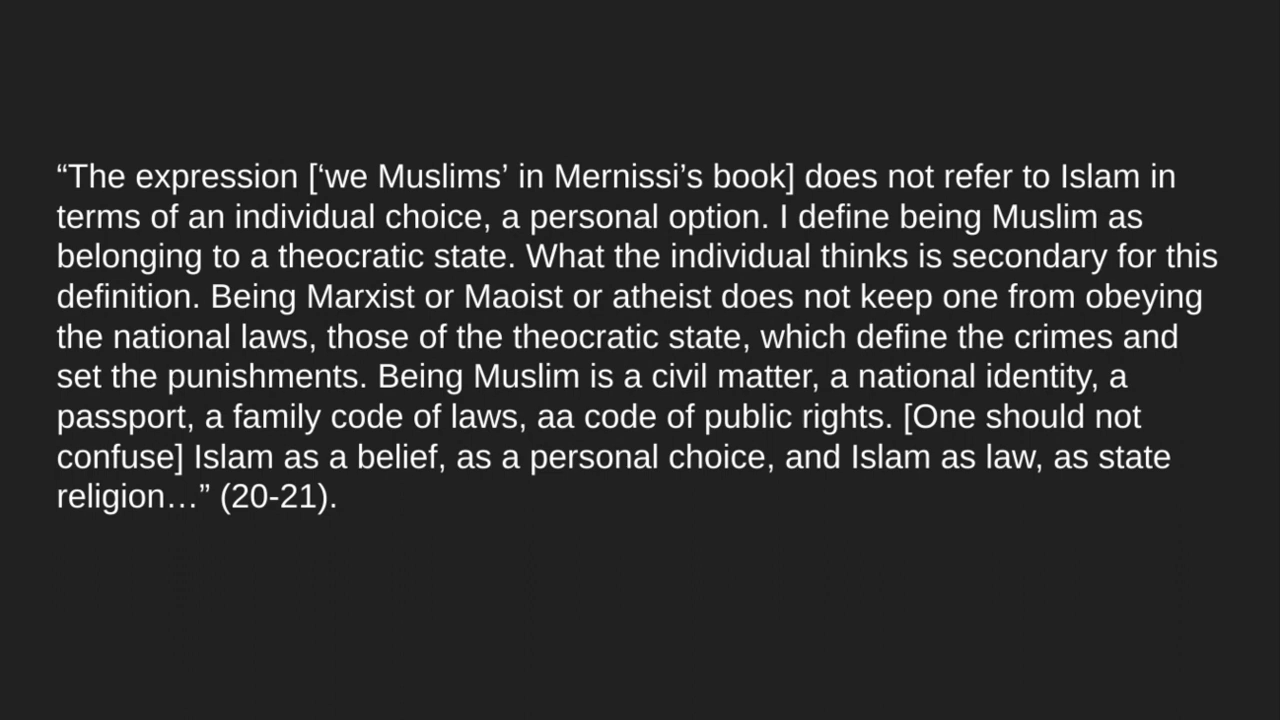 “The expression [‘we Muslims’ in Mernissi’s book] does not refer to Islam in
terms of an individual choice, a personal option. I define being Muslim as
belonging to a theocratic state. What the individual thinks is secondary for this
definition. Being Marxist or Maoist or atheist does not keep one from obeying
the national laws, those of the theocratic state, which define the crimes and
set the punishments. Being Muslim is a civil matter, a national identity, a
passport, a family code of laws, aa code of public rights. [One should not
confuse] Islam as a belief, as a personal choice, and Islam as law, as state
religion…” (20-21).